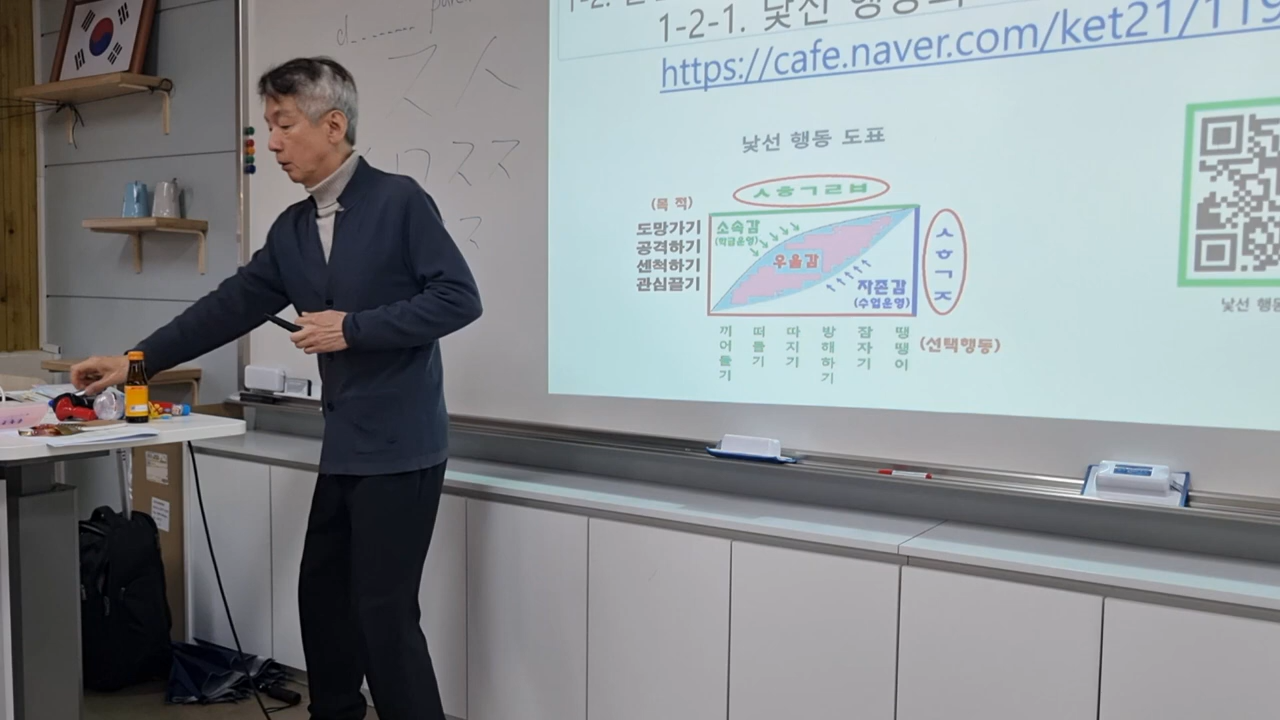 d
1-2-1. 낯선 행동의
https://cafe.naver.com/ket21/119
ㅈ ㅅ
ㅈ ㅈ
낯선 행동 도표
ㅅㅎㄱㄹㅂ
(목 적)
도망가기
공격하기
센척하기
관심끌기
소속감
(학급운영)
우울감
자존감
(수업운영)
ㅅㅎㄱㅈ
끼어들기
떠들기
따지기
방해하기
잠자기
땡땡이
(선택행동)
낯선 행동